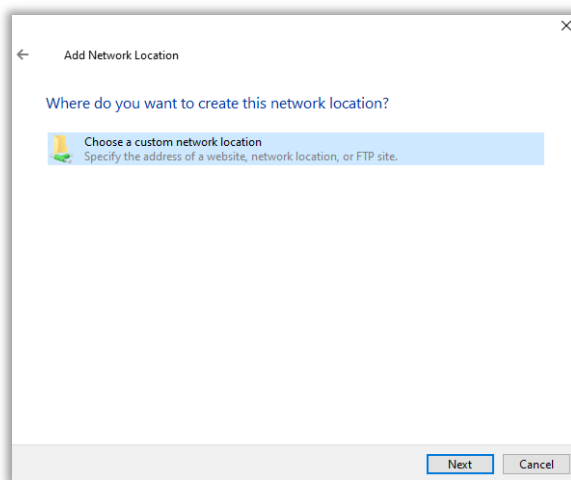 Add Network Location
Where do you want to create this network location?
Choose a custom network location
Specify the address of a website, network location, or FTP site.
Next
Cancel